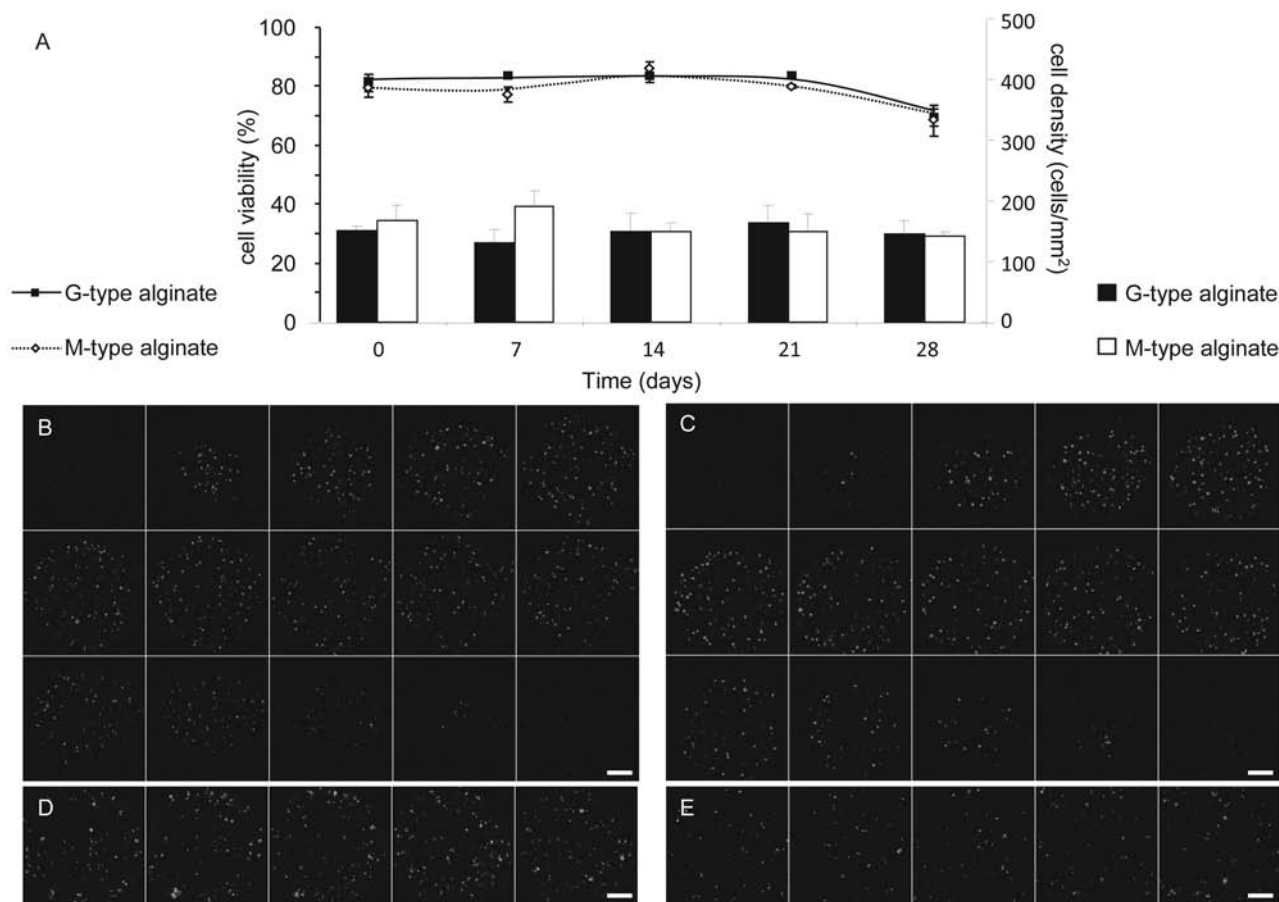 A
100
80
60
40
20
0
cell viability (%)
500
400
300
200
100
0
cell density (cells/mm²)
G-type alginate
M-type alginate
G-type alginate
M-type alginate
0 7 14 21 28
Time (days)
B
C
D
E